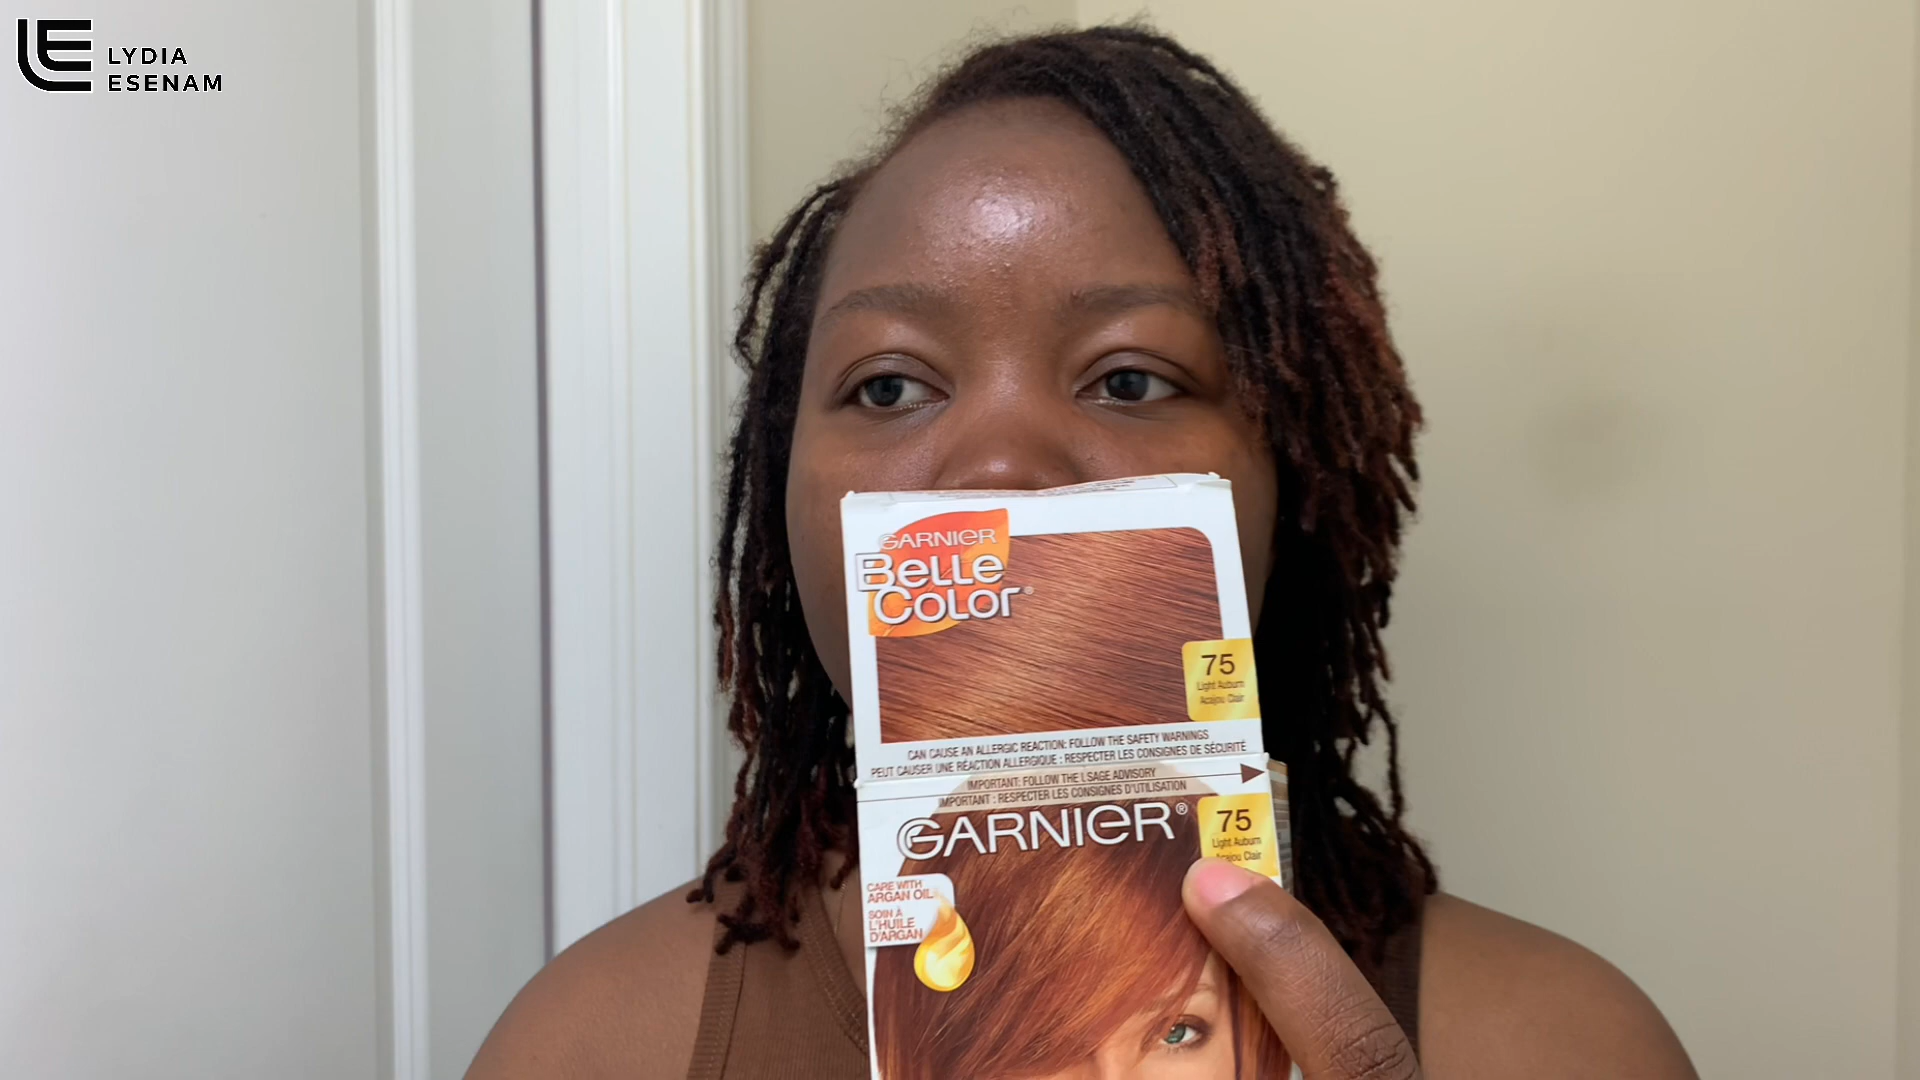 LYDIA
ESENAM
GARNIER
Belle
Color®
75
Light Auburn
Acajou Clair
CAN CAUSE AN ALLERGIC REACTION: FOLLOW THE SAFETY WARNINGS
PEUT CAUSER UNE RÉACTION ALLERGIQUE : RESPECTER LES CONSIGNES DE SÉCURITÉ
IMPORTANT: FOLLOW THE USAGE ADVISORY
IMPORTANT : RESPECTER LES CONSIGNES D'UTILISATION
GARNIER®
75
Light Auburn
Acajou Clair
CARE WITH
ARGAN OIL
SOIN À
L'HUILE
D'ARGAN